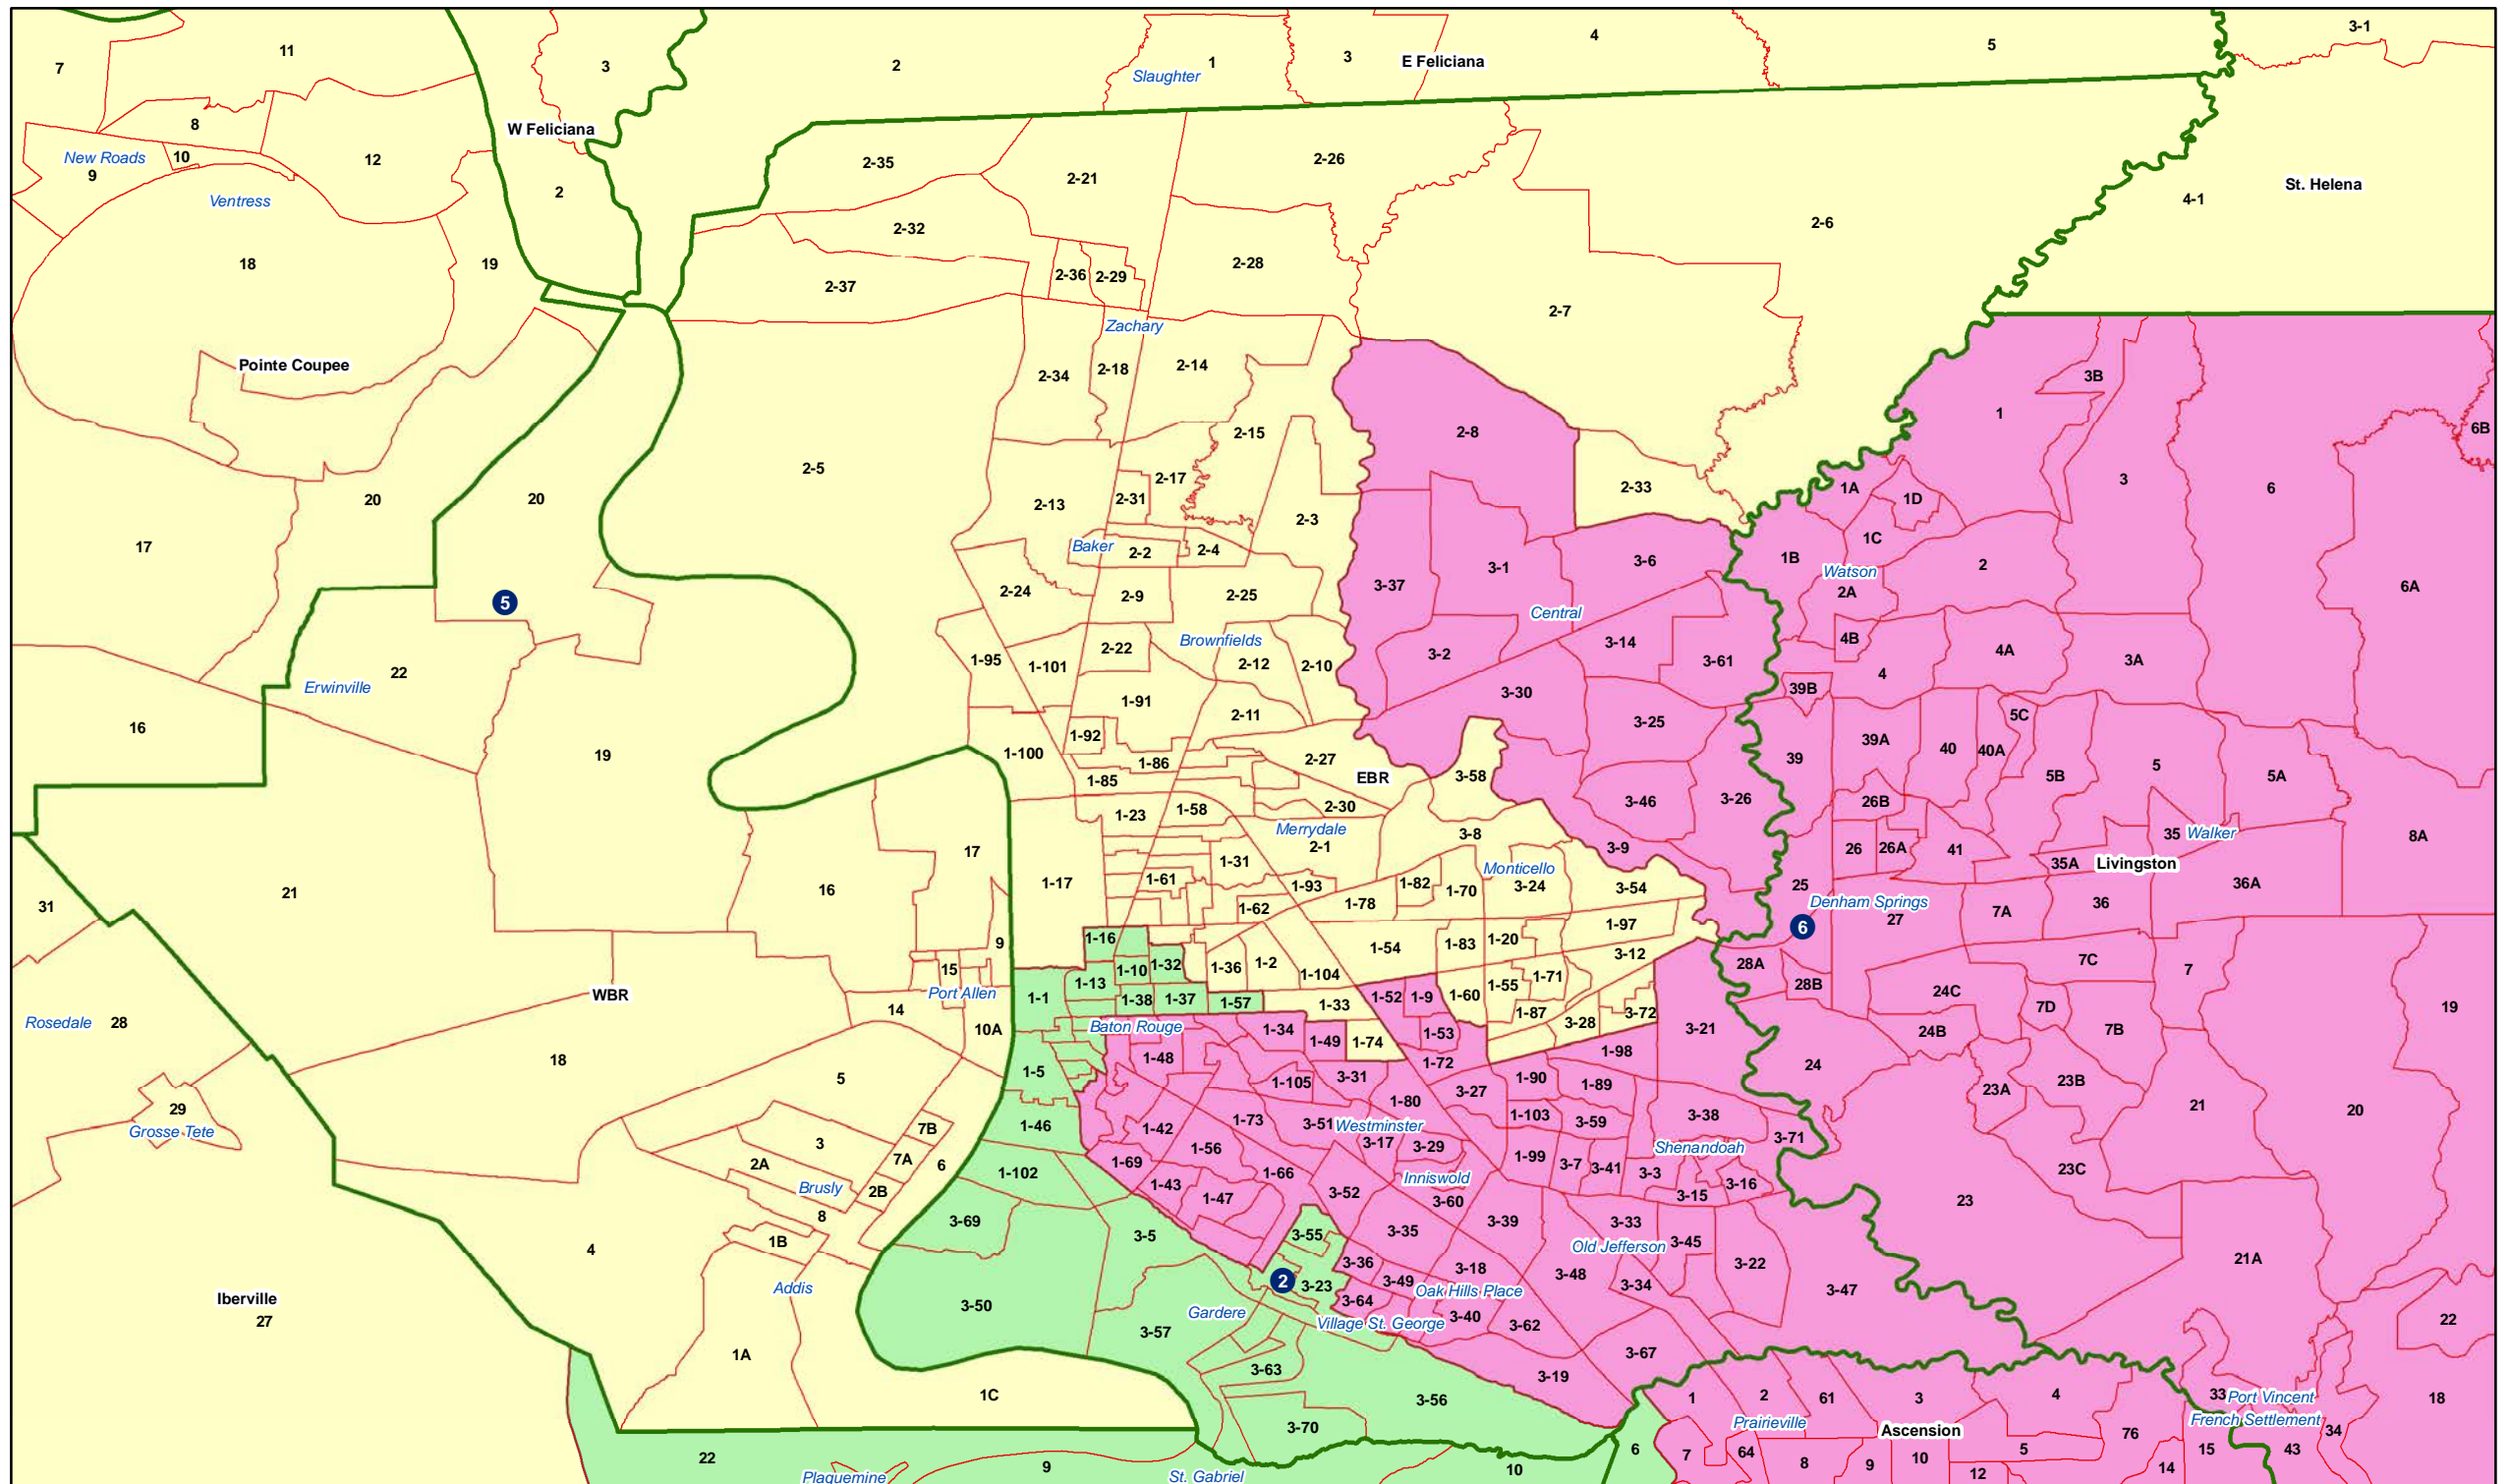 3-1
4
5
11
3
2
1
3
E Feliciana
7
Slaughter
8
W Feliciana
New Roads
10
12
2-35
2-26
9
2-21
St. Helena
2
4-1
Ventress
2-32
2-6
18
19
2-28
2-36
2-29
2-37
2-7
Zachary
Pointe Coupee
2-34
2-18
2-14
3B
1
2-15
2-8
6B
2-5
2-17
3
2-33
6
1A
20
20
2-31
1D
2-13
2-3
1C
17
Baker
2-2
2-4
1B
3-6
3-1
2
Watson
3-37
6A
2-24
2-9
2-25
2A
5
Central
Brownfields
4B
3-14
2-22
4A
3-2
1-95
1-101
2-12
2-10
3-61
3A
22
4
Erwinville
39B
3-30
1-91
2-11
5C
3-25
16
1-92
39A
40
40A
19
1-100
2-27
39
1-86
EBR
3-58
5B
5
5A
1-85
3-46
3-26
26B
1-23
1-58
2-30
Merrydale
3-8
35
Walker
8A
2-1
3-9
26
26A
41
17
1-31
35A
Livingston
Monticello
1-17
1-61
1-93
1-82
1-70
3-24
3-54
25
36A
21
16
Denham Springs
31
1-62
1-78
27
7A
36
1-97
6
9
1-16
1-54
1-83
1-20
3-12
7C
15
1-10
1-32
1-36
1-2
1-104
28A
7
1-13
1-55
1-71
28B
WBR
Port Allen
1-1
1-38
1-37
1-57
1-33
1-52
1-9
1-60
24C
14
1-87
3-72
7D
19
Rosedale
28
10A
Baton Rouge
1-34
1-49
1-74
1-53
3-28
3-21
24B
7B
18
1-48
1-98
1-72
24
5
1-5
1-105
3-31
1-90
1-89
23A
23B
3-27
29
1-80
21
20
1-46
1-73
1-103
3-38
Grosse Tete
7B
1-42
3-51
Westminster
3-59
3-71
3
3-17
3-29
Shenandoah
1-56
7A
6
2A
1-69
1-99
3-7
3-41
3-3
23C
1-102
1-66
Inniswold
1-43
3-16
Brusly
2B
1-47
3-52
3-60
3-15
23
8
3-69
3-5
3-55
3-35
3-39
3-33
1B
3-45
Old Jefferson
4
3-36
3-18
3-48
3-22
21A
2
3-23
3-49
3-34
Addis
3-47
Oak Hills Place
Iberville
3-50
3-64
Gardere
3-40
27
Village St. George
3-62
22
3-57
1A
3-67
3-63
3-19
1C
3-56
1
2
61
3
4
33
Port Vincent
18
3-70
Prairieville
French Settlement
Ascension
76
34
6
7
64
5
15
43
22
9
10
8
9
10
12
14
Plaquemine
St. Gabriel